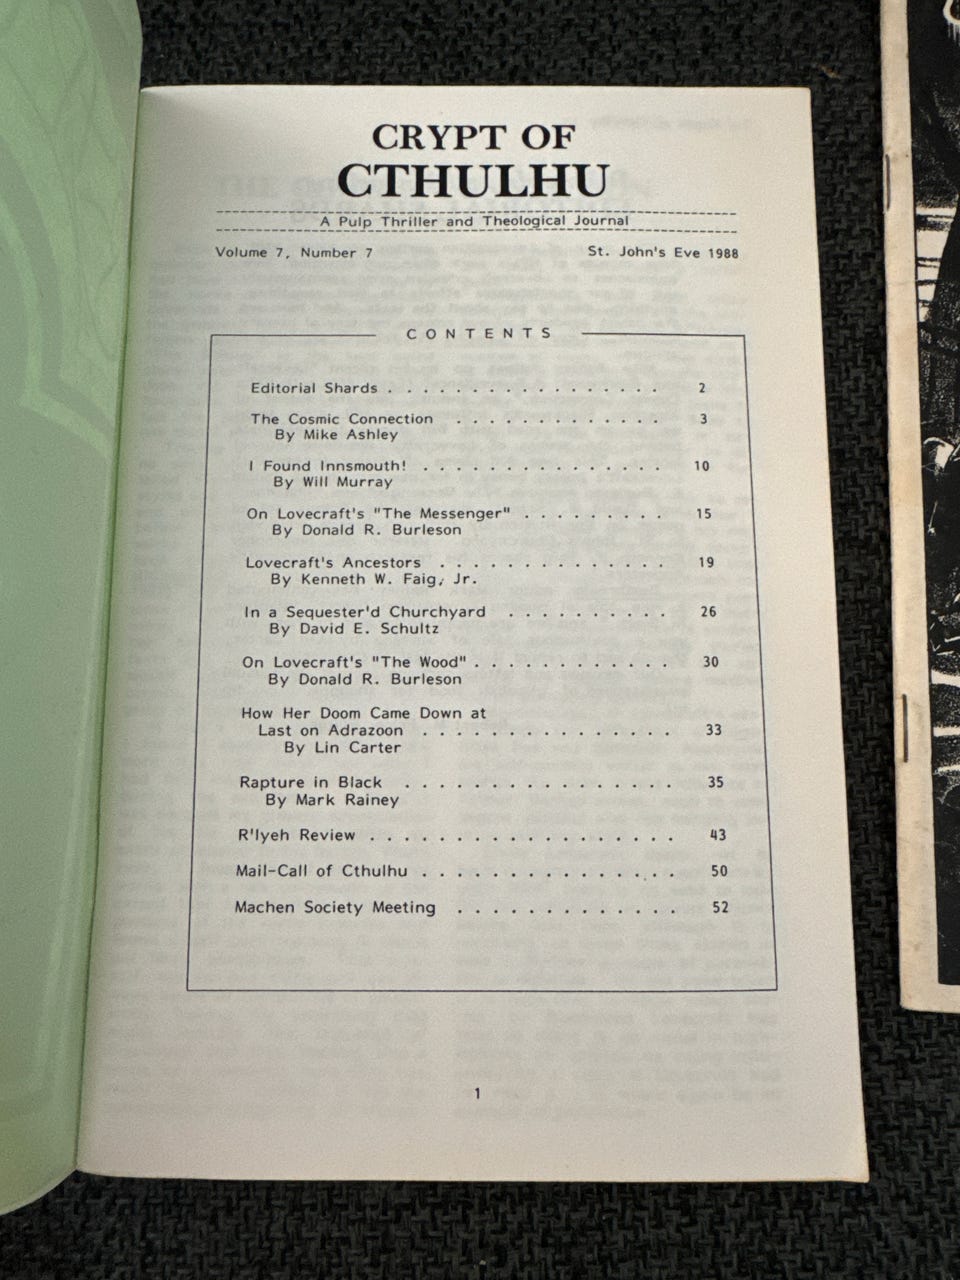 CRYPT OF
CTHULHU
A Pulp Thriller and Theological Journal
Volume 7, Number 7 St. John's Eve 1988
CONTENTS
Editorial Shards . . . . . . . . . . . . . . . . 2
The Cosmic Connection . . . . . . . . . . . . 3
By Mike Ashley
I Found Innsmouth! . . . . . . . . . . . . . . 10
By Will Murray
On Lovecraft's "The Messenger" . . . . . . . . . 15
By Donald R. Burleson
Lovecraft's Ancestors . . . . . . . . . . . . . 19
By Kenneth W. Faig, Jr.
In a Sequester'd Churchyard . . . . . . . . . . 26
By David E. Schultz
On Lovecraft's "The Wood" . . . . . . . . . . . . 30
By Donald R. Burleson
How Her Doom Came Down at
Last on Adrazoon . . . . . . . . . . . . . . 33
By Lin Carter
Rapture in Black . . . . . . . . . . . . . . . 35
By Mark Rainey
R'lyeh Review . . . . . . . . . . . . . . . . . 43
Mail-Call of Cthulhu . . . . . . . . . . . . . . 50
Machen Society Meeting . . . . . . . . . . . . 52
1